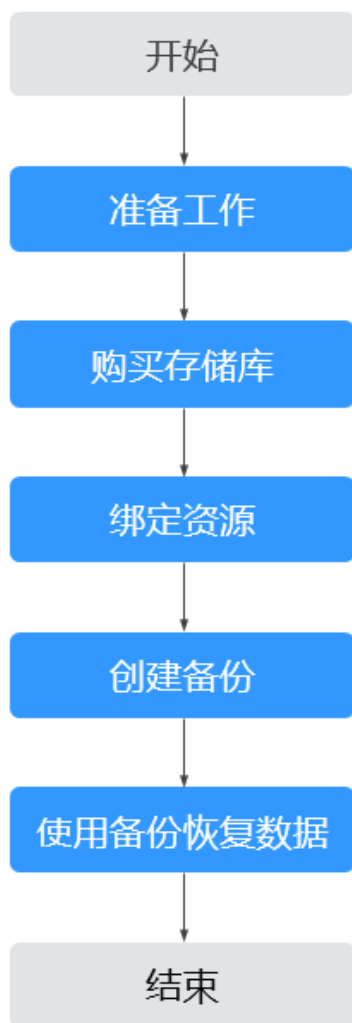 开始
准备工作
购买存储库
绑定资源
创建备份
使用备份恢复数据
结束